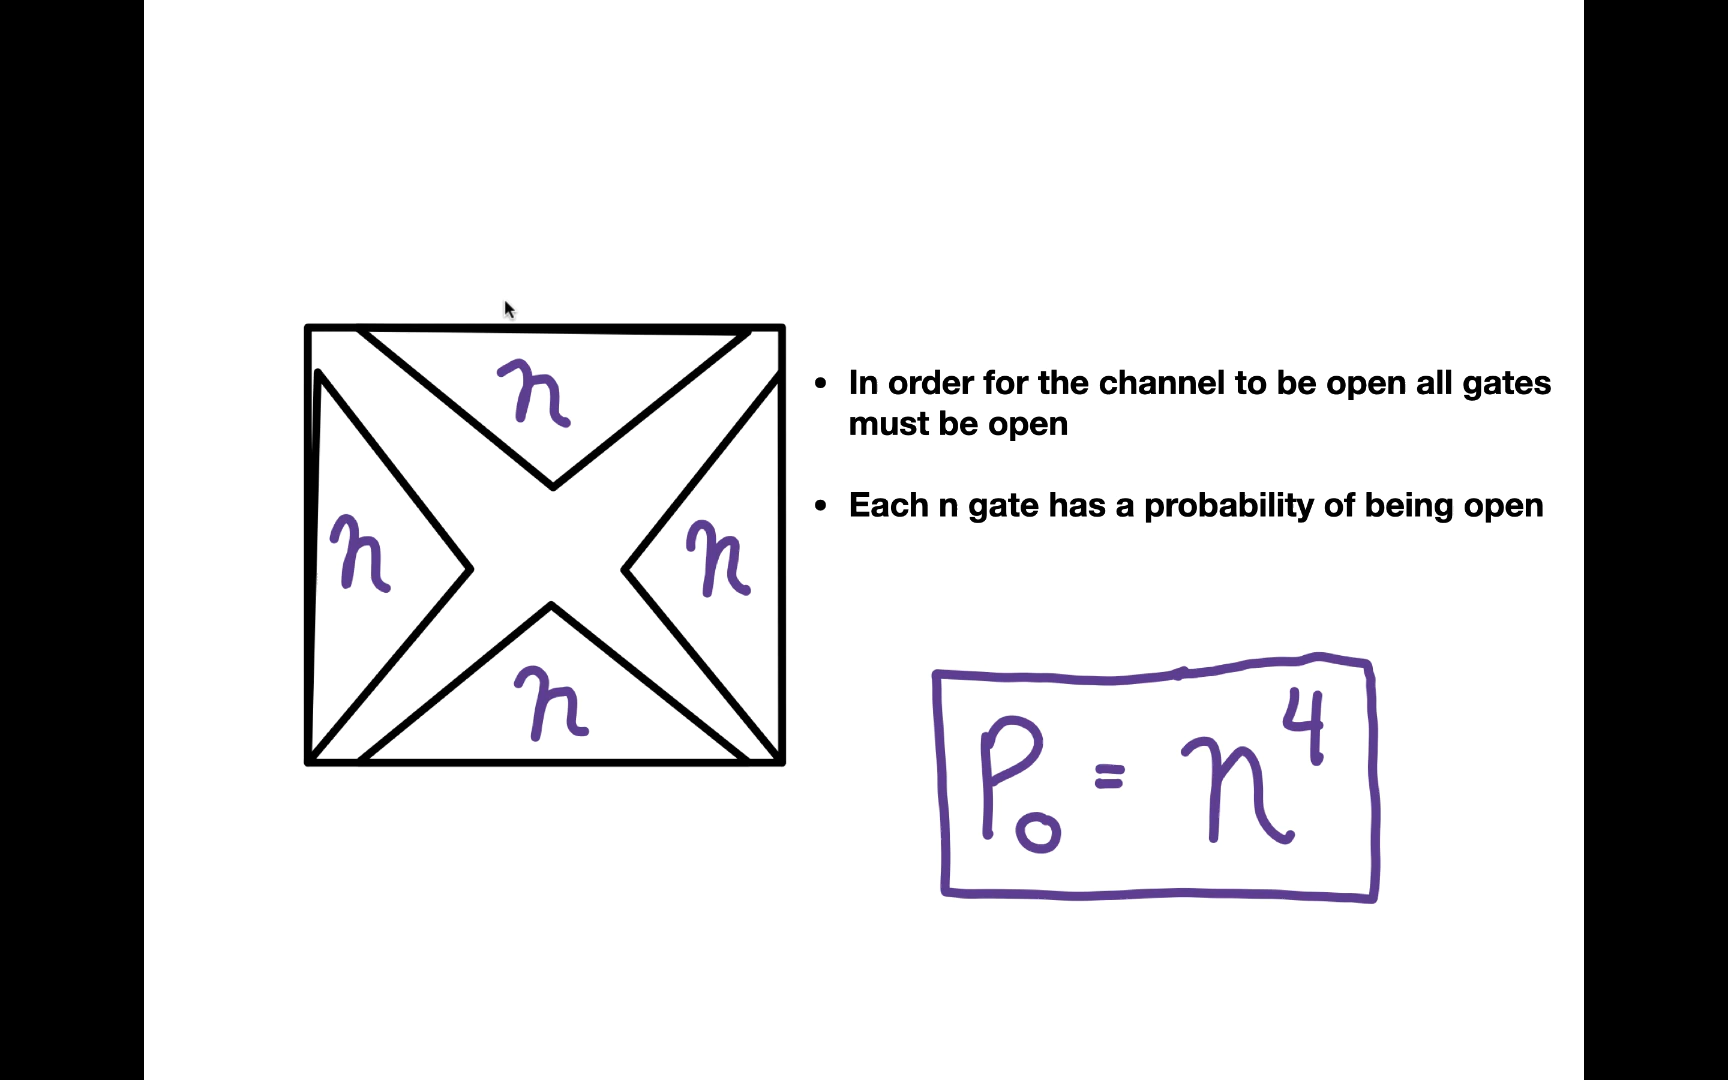 n
n
n
n
• In order for the channel to be open all gates
must be open
• Each n gate has a probability of being open
P₀ = n⁴